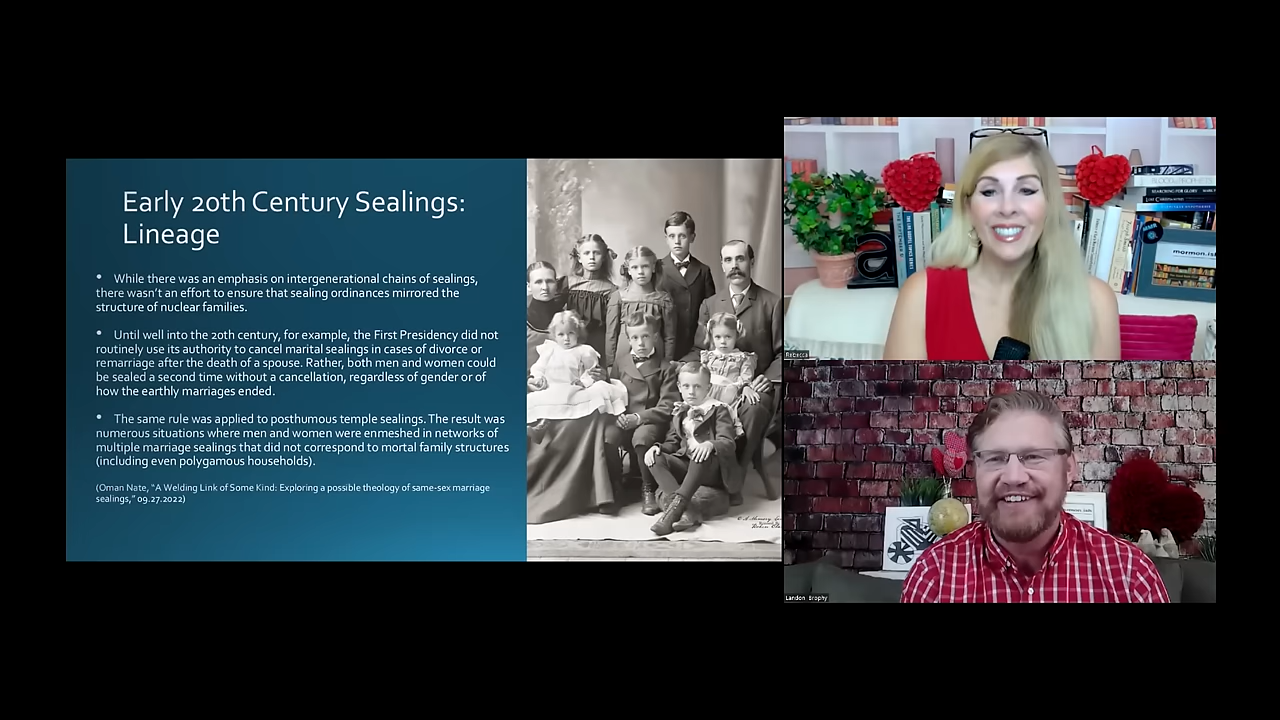 Early 20th Century Sealings:
Lineage
• While there was an emphasis on intergenerational chains of sealings,
there wasn't an effort to ensure that sealing ordinances mirrored the
structure of nuclear families.
• Until well into the 20th century, for example, the First Presidency did not
routinely use its authority to cancel marital sealings in cases of divorce or
remarriage after the death of a spouse. Rather, both men and women could
be sealed a second time without a cancellation, regardless of gender or of
how the earthly marriages ended.
• The same rule was applied to posthumous temple sealings. The result was
numerous situations where men and women were enmeshed in networks of
multiple marriage sealings that did not correspond to mortal family structures
(including even polygamous households).
(Oman Nate, "A Welding Link of Some Kind: Exploring a possible theology of same-sex marriage
sealings," 09.27.2022)
SEARCHING FOR GLORY
a
mormon.ish
Rebecca
Landon Brophy